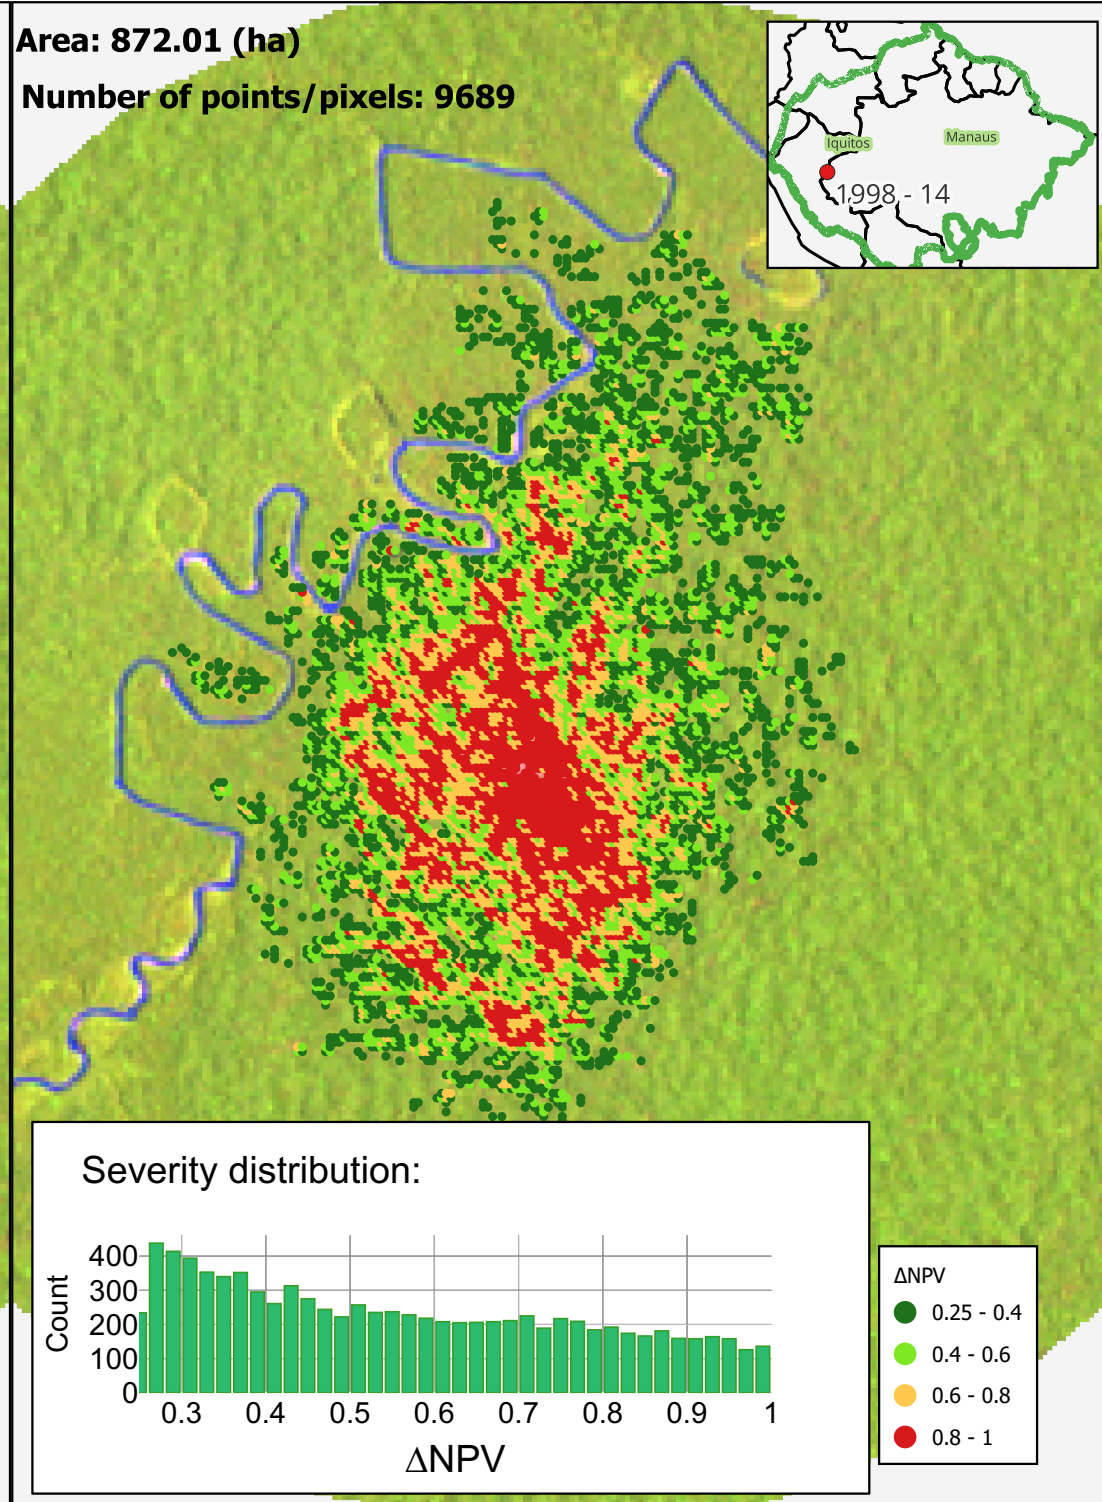 Area: 872.01 (ha)
Number of points/pixels: 9689
Iquitos
Manaus
1998 - 14
Severity distribution:
Count
400
300
200
100
0
0.3 0.4 0.5 0.6 0.7 0.8 0.9 1
ΔNPV
ΔNPV
0.25 - 0.4
0.4 - 0.6
0.6 - 0.8
0.8 - 1